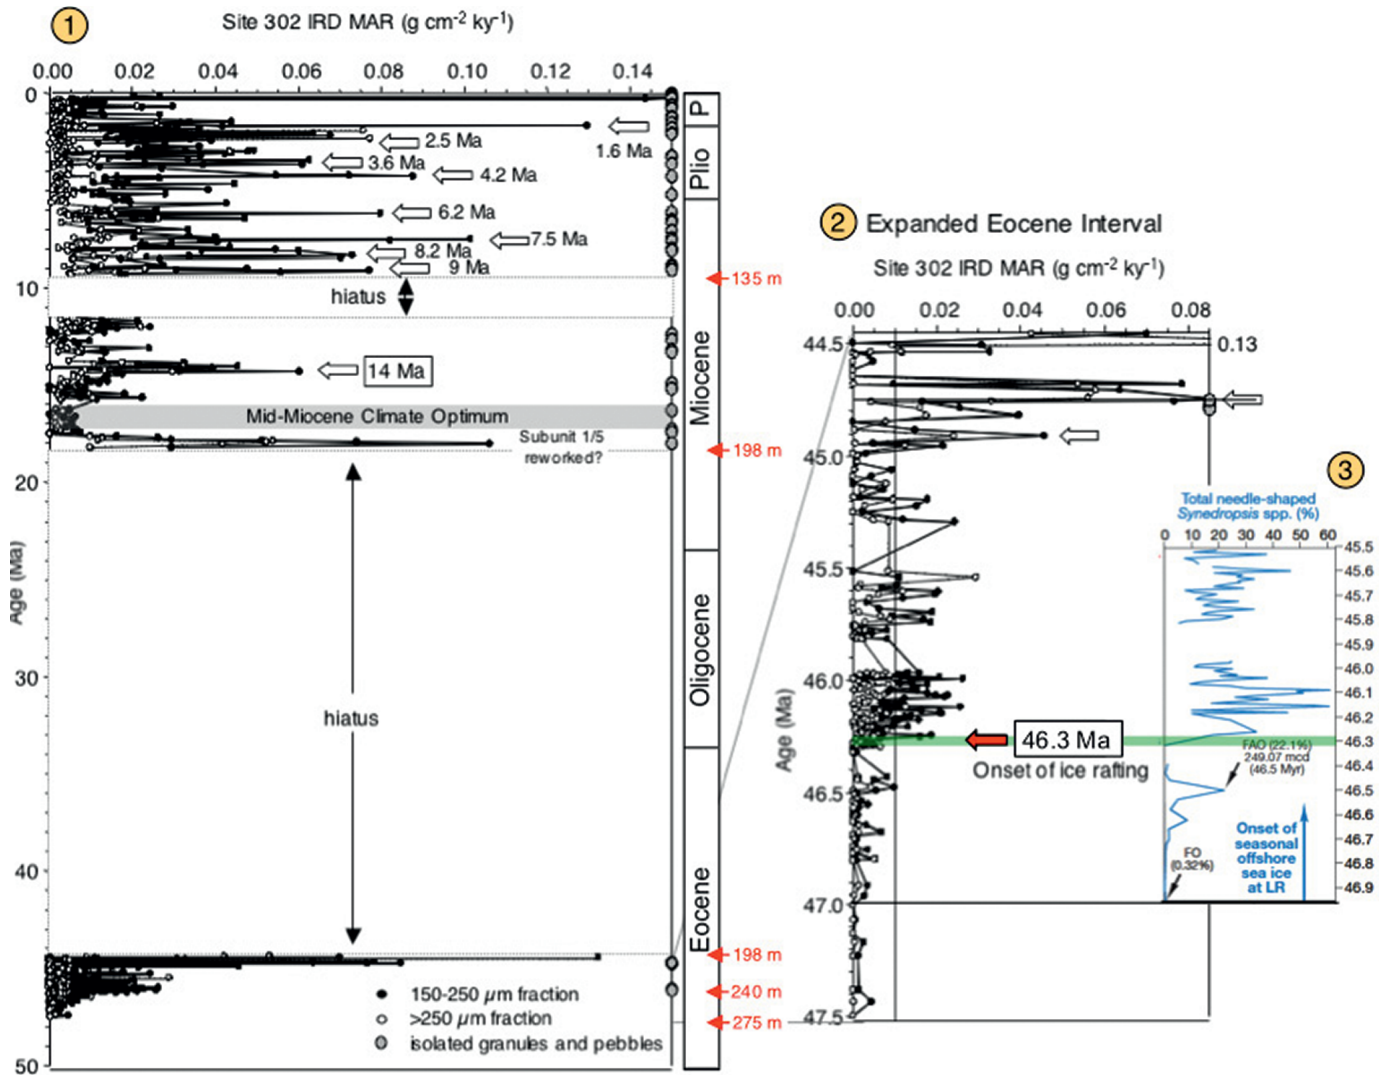 1
Site 302 IRD MAR (g cm-2 ky-1)
0.00 0.02 0.04 0.06 0.08 0.10 0.12 0.14
0
10
20
30
40
50
Age (Ma)
1.6 Ma
2.5 Ma
3.6 Ma
4.2 Ma
6.2 Ma
7.5 Ma
8.2 Ma
9 Ma
hiatus
14 Ma
Mid-Miocene Climate Optimum
Subunit 1/5
reworked?
hiatus
150-250 µm fraction
>250 µm fraction
isolated granules and pebbles
P
Plio
Miocene
Oligocene
Eocene
135 m
198 m
198 m
240 m
275 m
2
Expanded Eocene Interval
Site 302 IRD MAR (g cm-2 ky-1)
0.00 0.02 0.04 0.06 0.08
0.13
44.5
45.0
45.5
46.0
46.5
47.0
47.5
Age (Ma)
46.3 Ma
Onset of ice rafting
3
Total needle-shaped
Synedropsis spp. (%)
0 10 20 30 40 50 60
45.5
45.6
45.7
45.8
45.9
46.0
46.1
46.2
46.3
46.4
46.5
46.6
46.7
46.8
46.9
FAO (22.1%)
249.07 mcd
(46.5 Myr)
FO
(0.32%)
Onset of
seasonal
offshore
sea ice
at LR